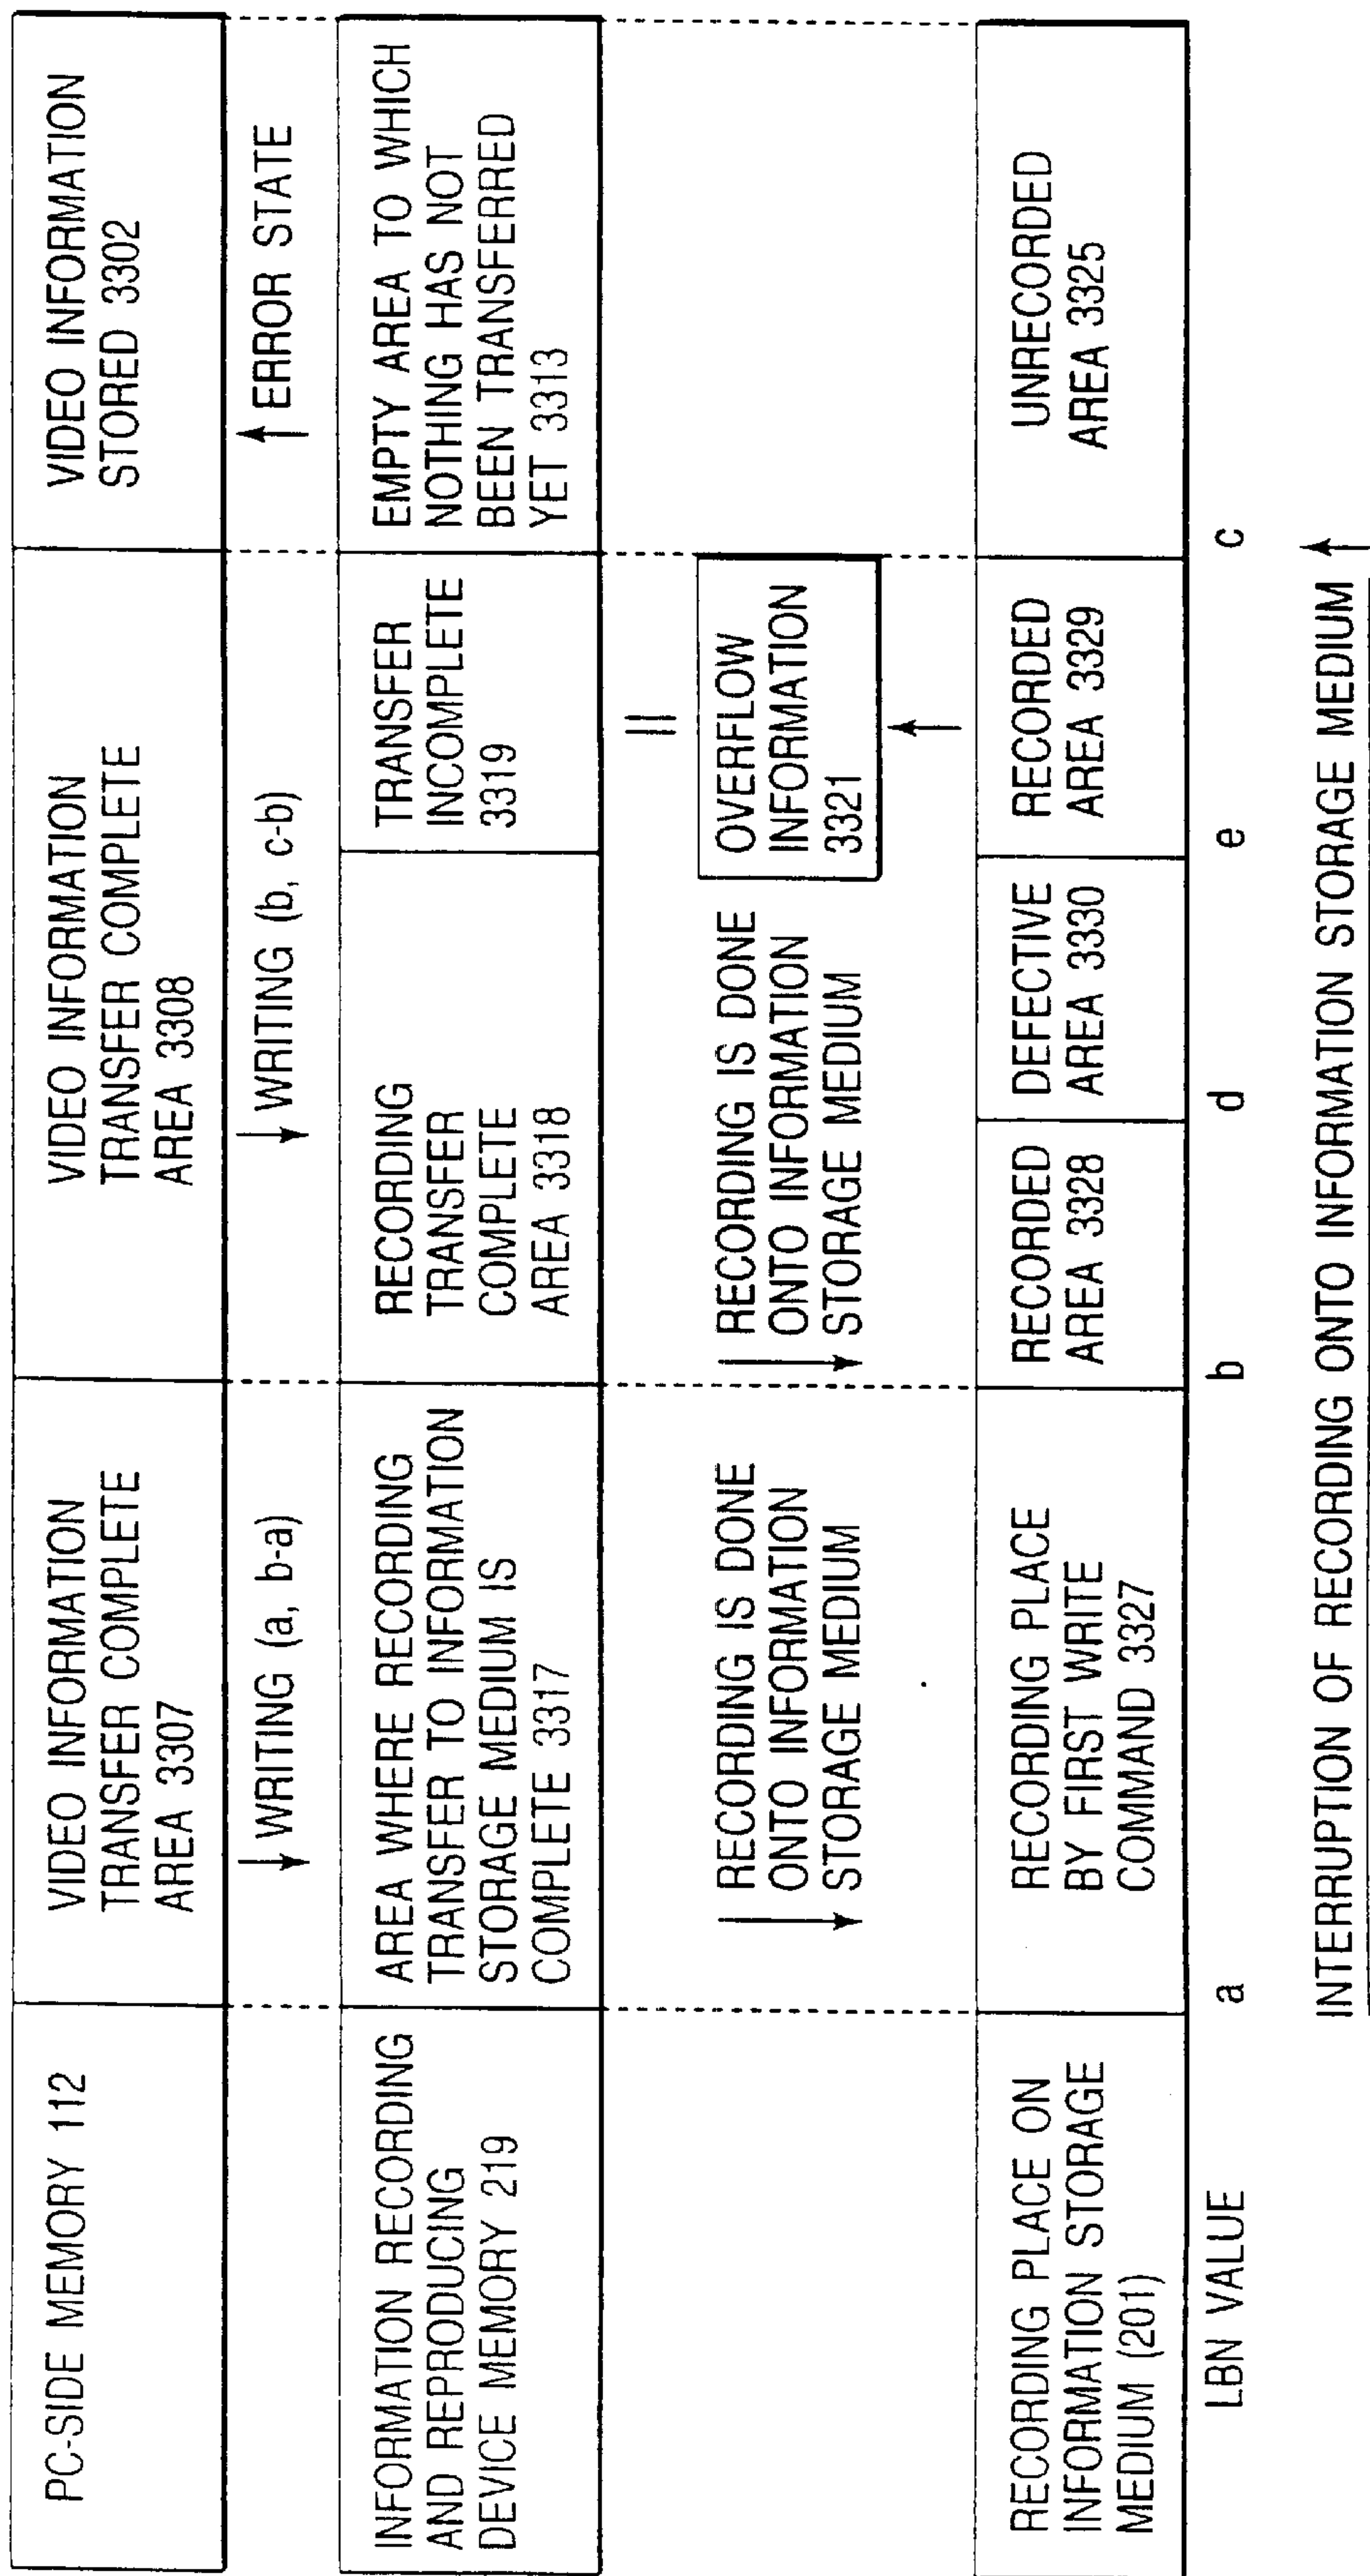 PC-SIDE MEMORY 112
VIDEO INFORMATION
TRANSFER COMPLETE
AREA 3307
VIDEO INFORMATION
TRANSFER COMPLETE
AREA 3308
VIDEO INFORMATION
STORED 3302
WRITING (a, b-a)
WRITING (b, c-b)
ERROR STATE
INFORMATION RECORDING
AND REPRODUCING
DEVICE MEMORY 219
AREA WHERE RECORDING
TRANSFER TO INFORMATION
STORAGE MEDIUM IS
COMPLETE 3317
RECORDING
TRANSFER
COMPLETE
AREA 3318
TRANSFER
INCOMPLETE
3319
EMPTY AREA TO WHICH
NOTHING HAS NOT
BEEN TRANSFERRED
YET 3313
RECORDING IS DONE
ONTO INFORMATION
STORAGE MEDIUM
RECORDING IS DONE
ONTO INFORMATION
STORAGE MEDIUM
=
OVERFLOW
INFORMATION
3321
RECORDING PLACE ON
INFORMATION STORAGE
MEDIUM (201)
RECORDING PLACE
BY FIRST WRITE
COMMAND 3327
RECORDED
AREA 3328
DEFECTIVE
AREA 3330
RECORDED
AREA 3329
UNRECORDED
AREA 3325
LBN VALUE a b d e c
INTERRUPTION OF RECORDING ONTO INFORMATION STORAGE MEDIUM